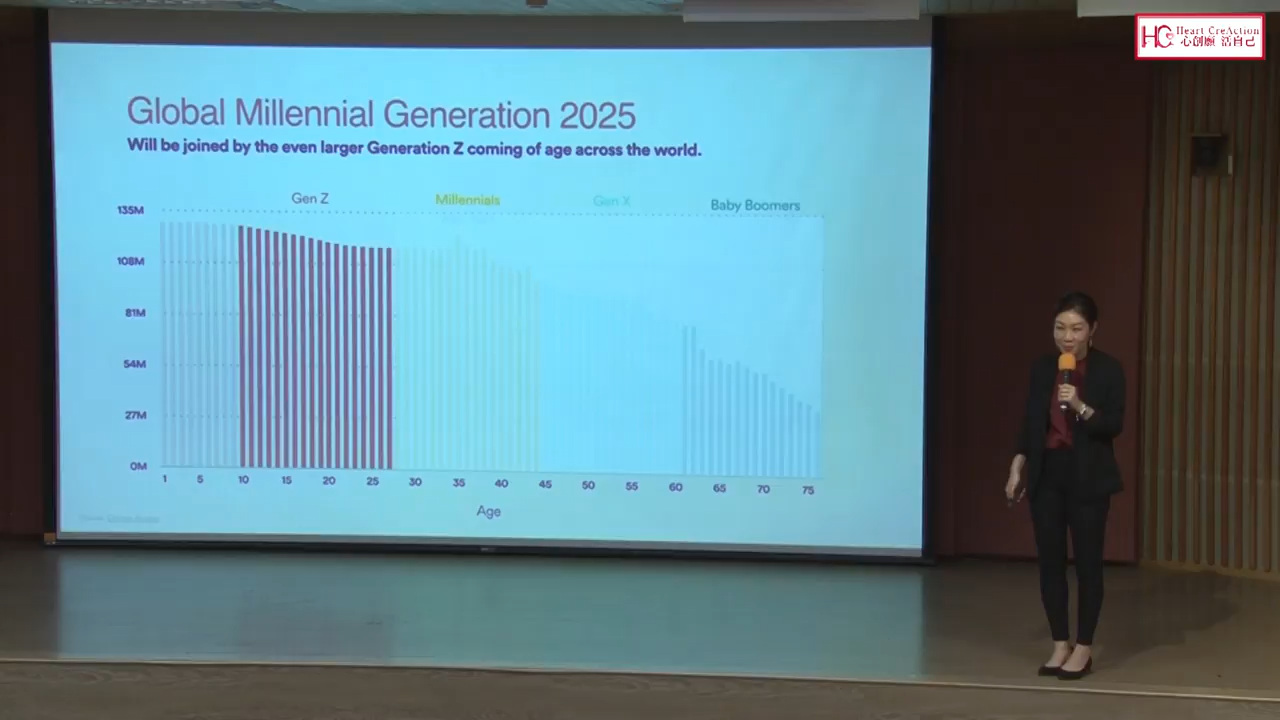 Heart CreAction
心创願 活自己
Global Millennial Generation 2025
Will be joined by the even larger Generation Z coming of age across the world.
Gen Z Millennials Gen X Baby Boomers
135M
108M
81M
54M
27M
0M
1 5 10 15 20 25 30 35 40 45 50 55 60 65 70 75
Age